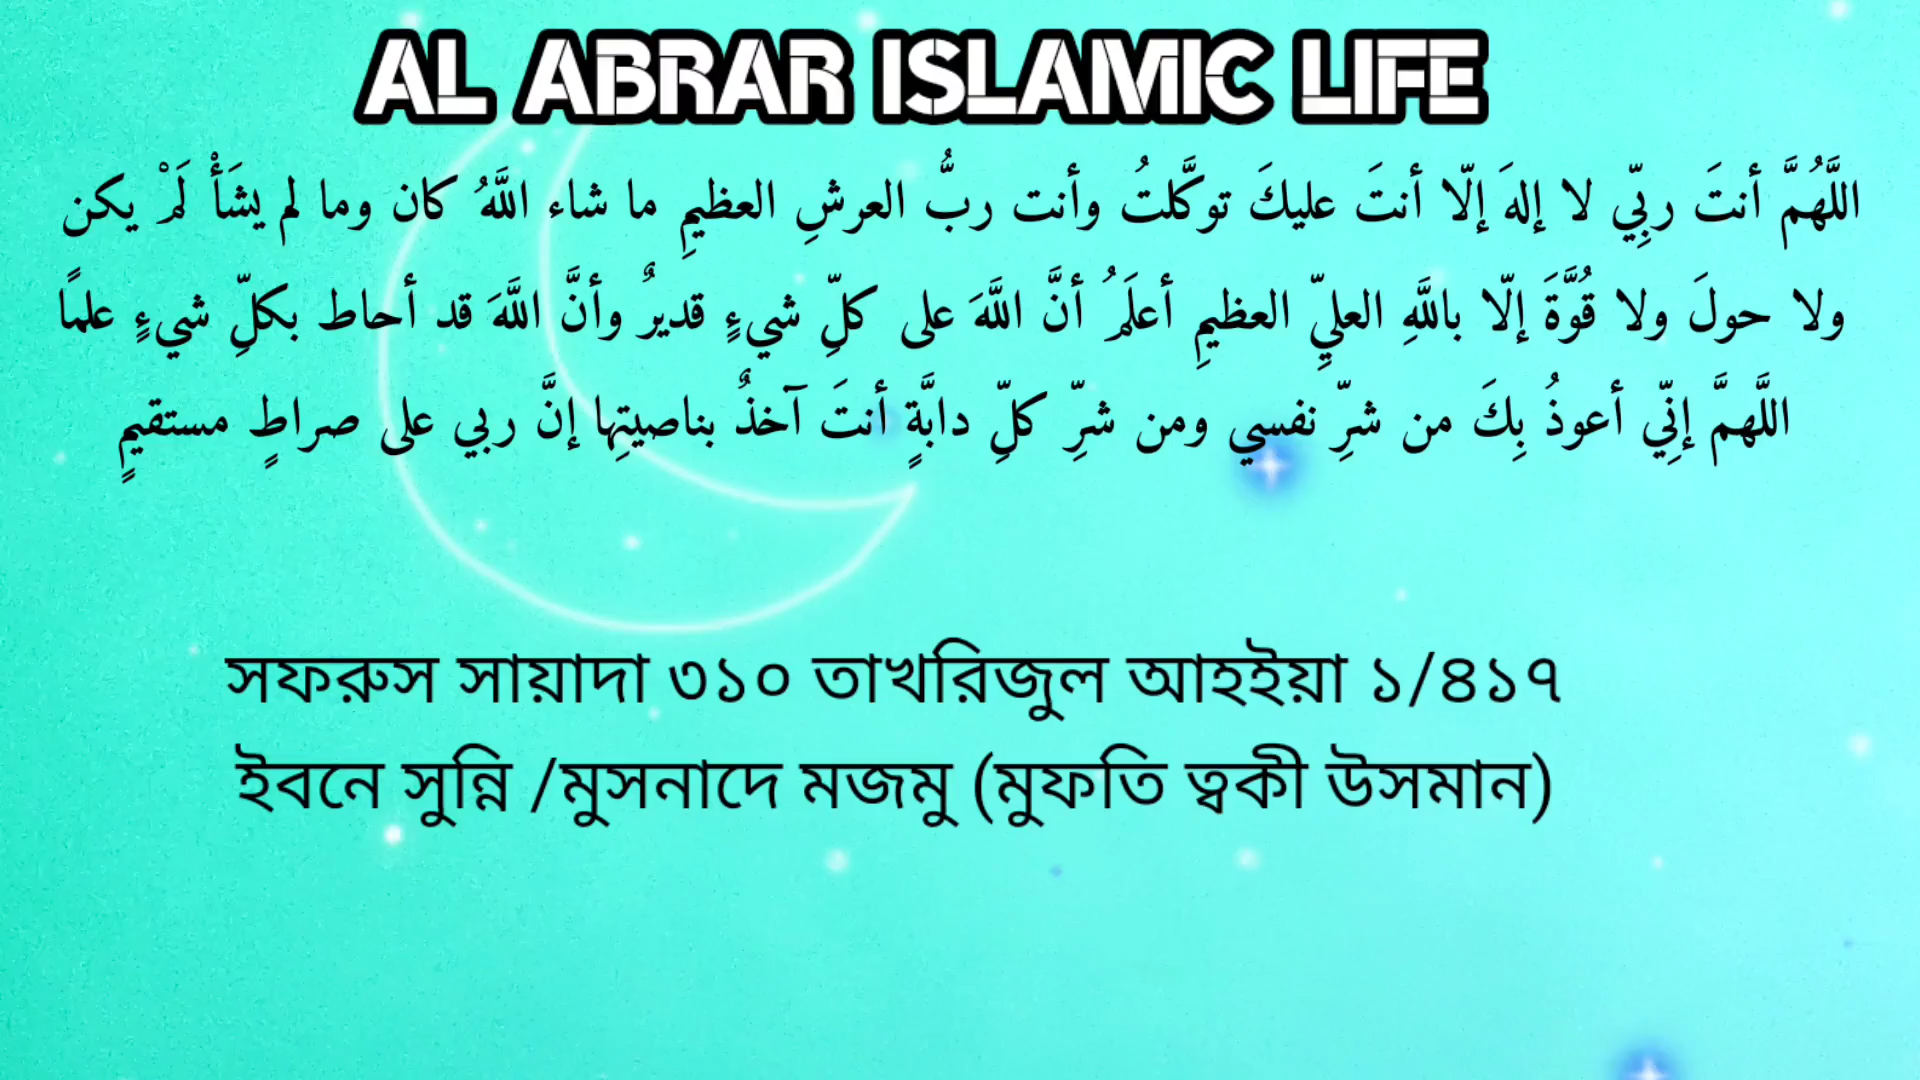 AL ABRAR ISLAMIC LIFE
اللَّهُمَّ أنتَ ربِّي لا إلهَ إلّا أنتَ عليكَ توكَّلتُ وأنت ربُّ العرشِ العظيمِ ما شاء اللَّهُ كان وما لم يشَأْ لَمْ يكن
ولا حولَ ولا قُوَّةَ إلّا باللَّهِ العليِّ العظيمِ أعلَمُ أنَّ اللَّهَ على كلِّ شيءٍ قديرٌ وأنَّ اللَّهَ قد أحاط بكلِّ شيءٍ علمًا
اللَّهمَّ إنِّي أعوذُ بِكَ من شرِّ نفسي ومن شرِّ كلِّ دابَّةٍ أنتَ آخذٌ بناصيتِها إنَّ ربي على صراطٍ مستقيمٍ
সফরুস সায়াদা ৩১০ তাখরিজুল আহইয়া ১/৪১৭
ইবনে সুন্নি /মুসনাদে মজমু (মুফতি ত্বকী উসমান)